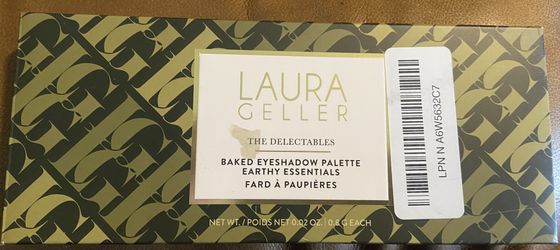 LAURA
GELLER
THE DELECTABLES
BAKED EYESHADOW PALETTE
EARTHY ESSENTIALS
FARD À PAUPIÈRES
NET WT. / POIDS NET 0.02 OZ. | 0.8 G EACH
LPN N A6W5632C7